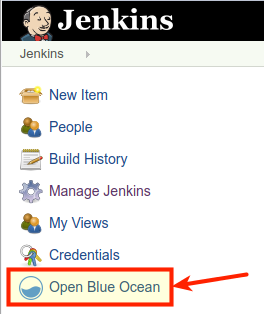 Jenkins
Jenkins
New Item
People
Build History
Manage Jenkins
My Views
Credentials
Open Blue Ocean